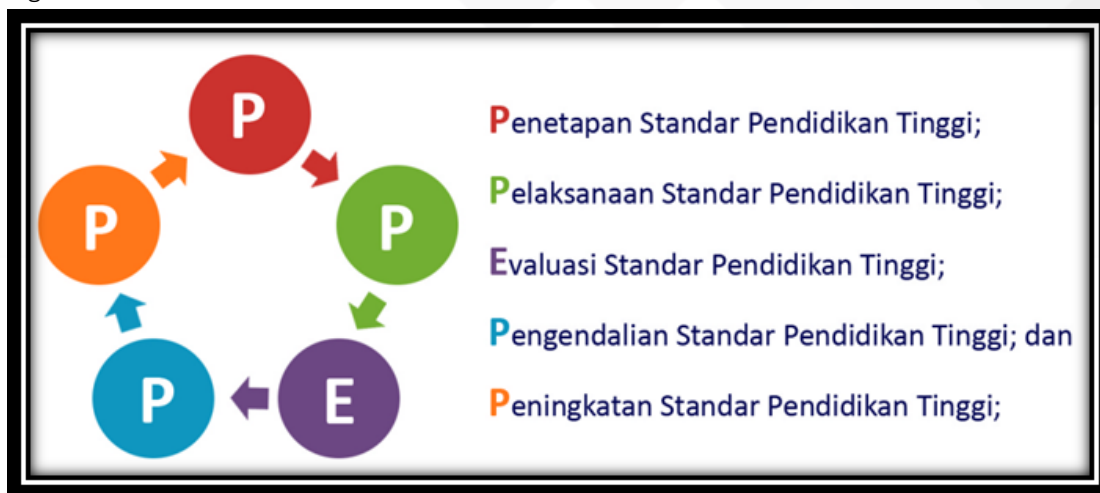 P
P
E
P
P
Penetapan Standar Pendidikan Tinggi;
Pelaksanaan Standar Pendidikan Tinggi;
Evaluasi Standar Pendidikan Tinggi;
Pengendalian Standar Pendidikan Tinggi; dan
Peningkatan Standar Pendidikan Tinggi;